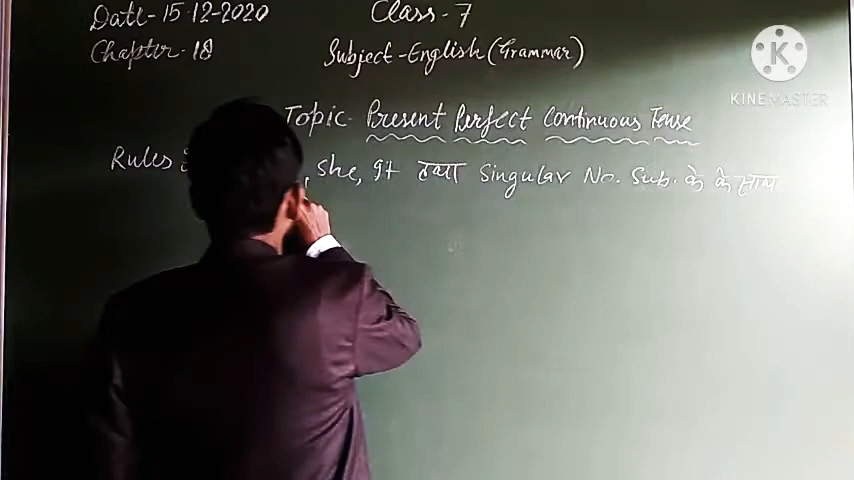 Date- 15-12-2020 Class - 7
Chapter- 18 Subject - English (Grammar)
K
KINEMASTER
Topic- Present Perfect Continuous Tense
Rules , she, It तथा Singular No. Sub. के के साथ